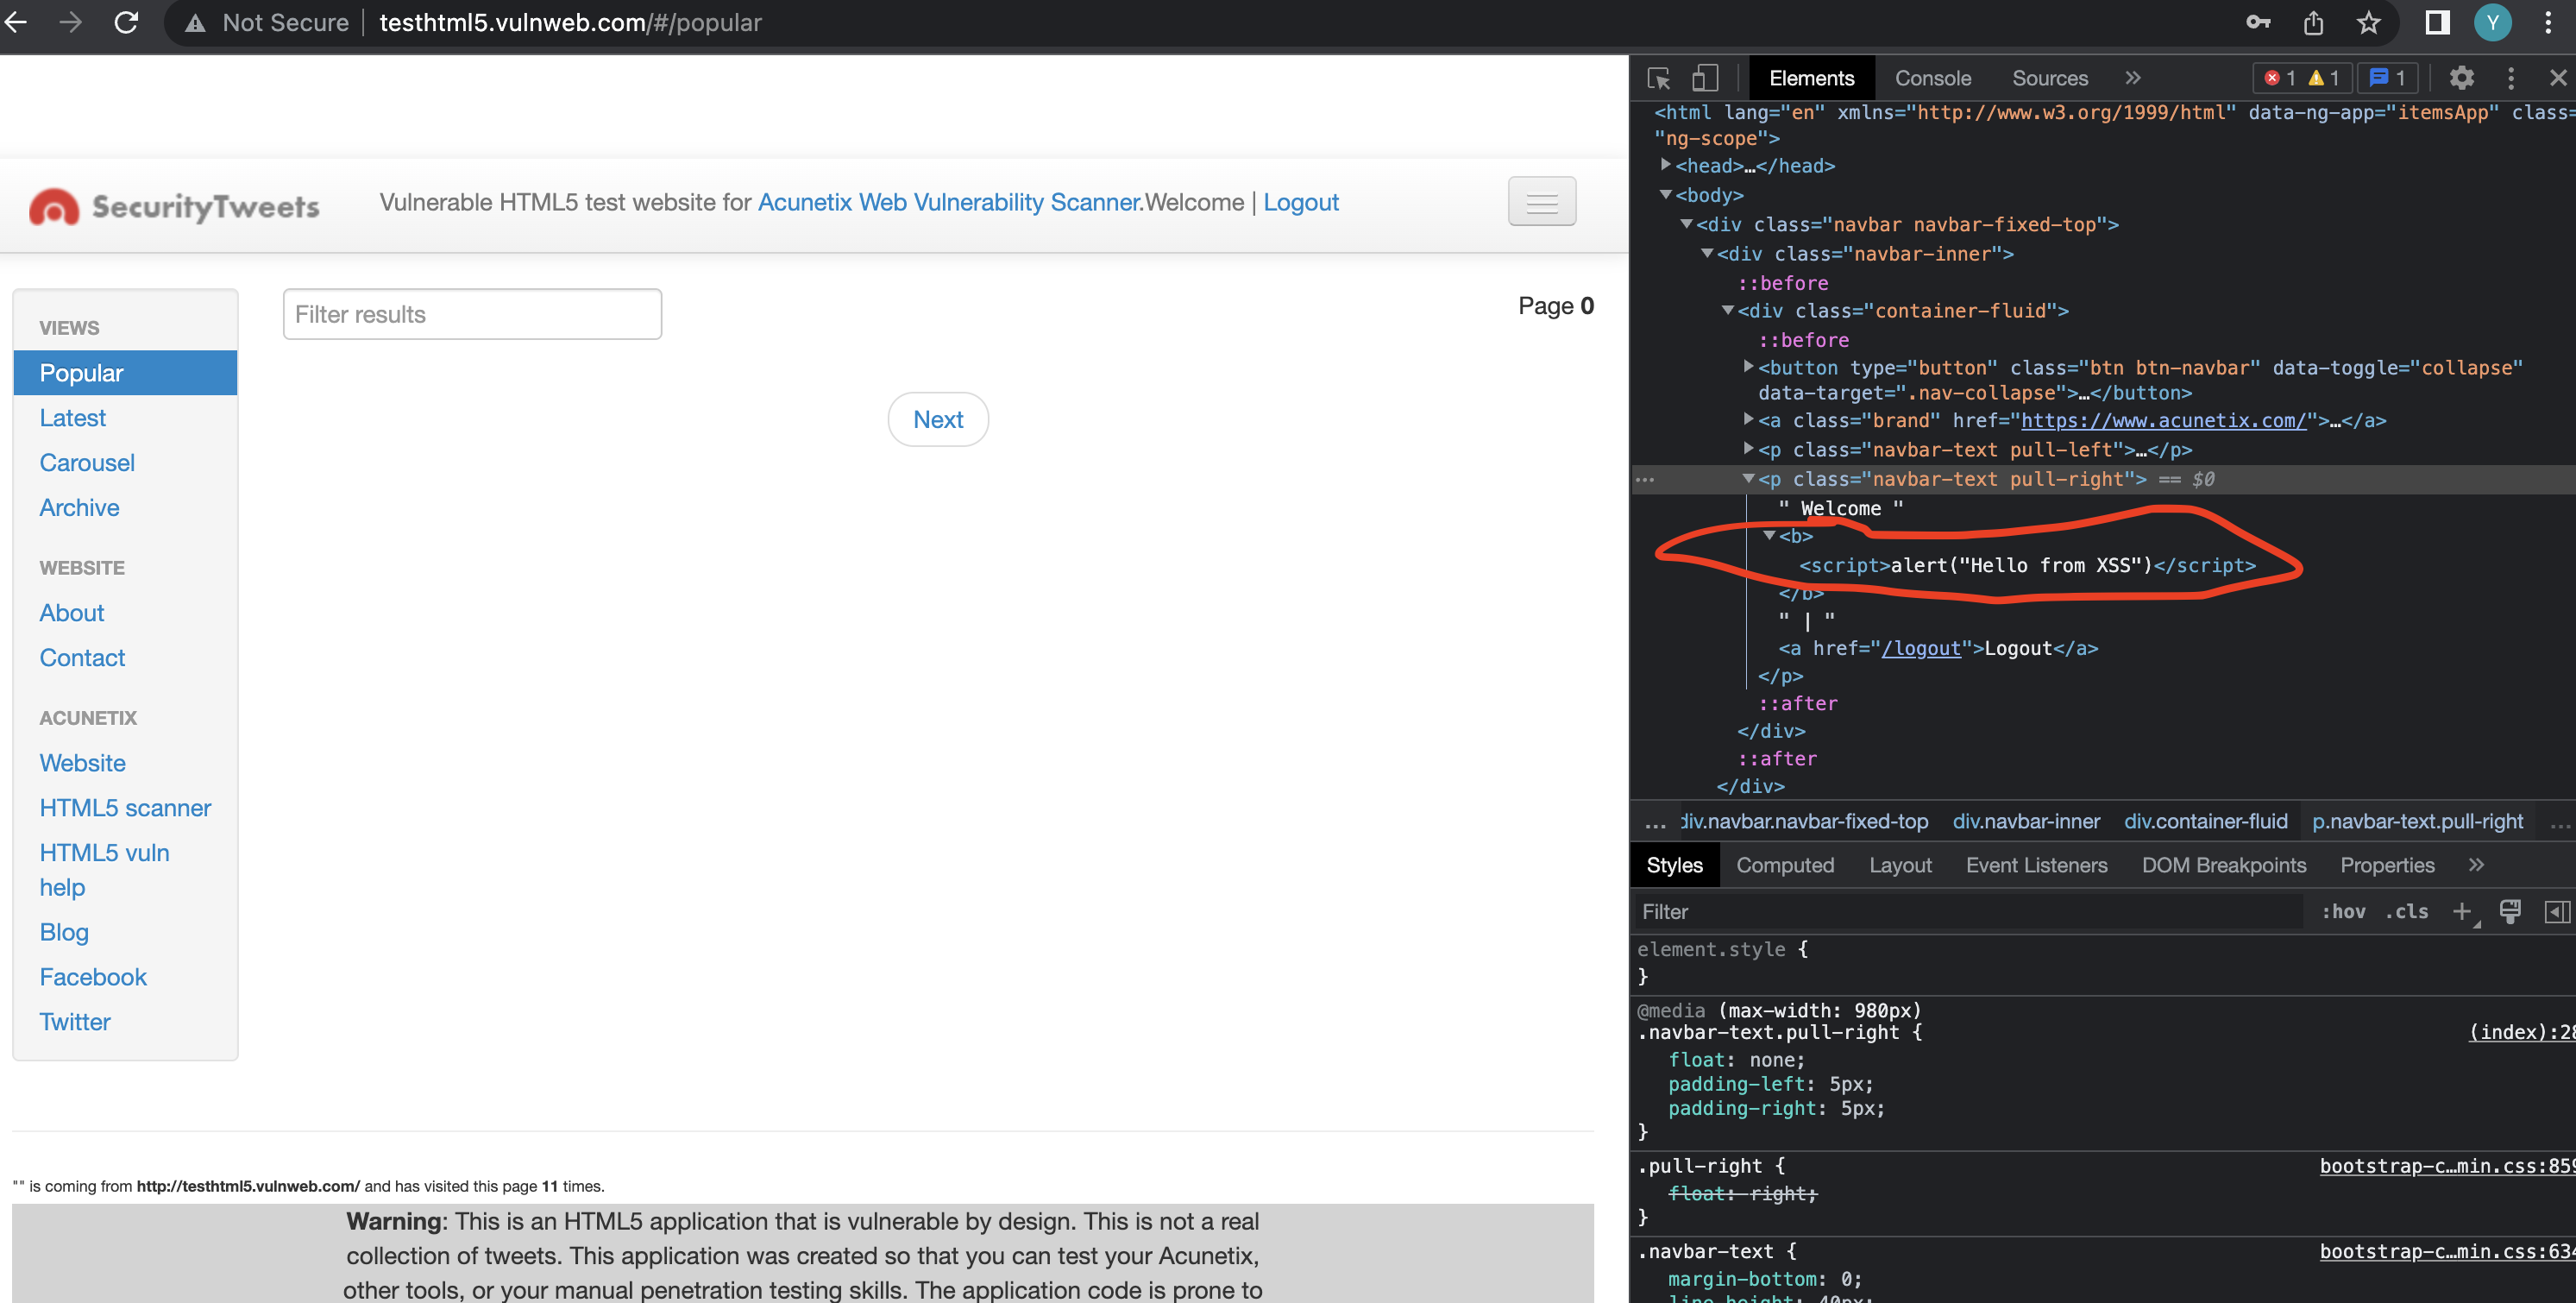 Not Secure | testhtml5.vulnweb.com/#/popular
Y
SecurityTweets
Vulnerable HTML5 test website for Acunetix Web Vulnerability Scanner.Welcome | Logout
VIEWS
Popular
Latest
Carousel
Archive
WEBSITE
About
Contact
ACUNETIX
Website
HTML5 scanner
HTML5 vuln
help
Blog
Facebook
Twitter
Filter results
Page 0
Next
"" is coming from http://testhtml5.vulnweb.com/ and has visited this page 11 times.
Warning: This is an HTML5 application that is vulnerable by design. This is not a real
collection of tweets. This application was created so that you can test your Acunetix,
other tools, or your manual penetration testing skills. The application code is prone to
Elements Console Sources » 1 1 1
<html lang="en" xmlns="http://www.w3.org/1999/html" data-ng-app="itemsApp" class=
"ng-scope">
<head>…</head>
<body>
<div class="navbar navbar-fixed-top">
<div class="navbar-inner">
::before
<div class="container-fluid">
::before
<button type="button" class="btn btn-navbar" data-toggle="collapse"
data-target=".nav-collapse">…</button>
<a class="brand" href="https://www.acunetix.com/">…</a>
<p class="navbar-text pull-left">…</p>
… <p class="navbar-text pull-right"> == $0
" Welcome "
<b>
<script>alert("Hello from XSS")</script>
</b>
" | "
<a href="/logout">Logout</a>
</p>
::after
</div>
::after
</div>
… div.navbar.navbar-fixed-top div.navbar-inner div.container-fluid p.navbar-text.pull-right …
Styles Computed Layout Event Listeners DOM Breakpoints Properties »
Filter :hov .cls +
element.style {
}
@media (max-width: 980px)
.navbar-text.pull-right { (index):28
float: none;
padding-left: 5px;
padding-right: 5px;
}
.pull-right { bootstrap-c…min.css:859
float: right;
}
.navbar-text { bootstrap-c…min.css:634
margin-bottom: 0;
line-height: 40px;